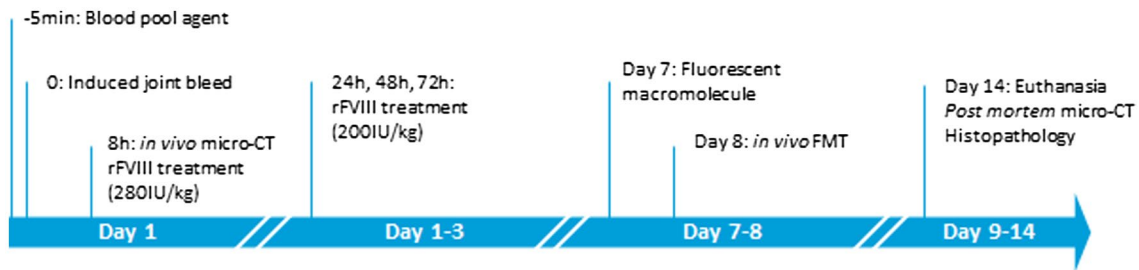 -5min: Blood pool agent
0: Induced joint bleed
8h: in vivo micro-CT
rFVIII treatment
(280IU/kg)
24h, 48h, 72h:
rFVIII treatment
(200IU/kg)
Day 7: Fluorescent
macromolecule
Day 8: in vivo FMT
Day 14: Euthanasia
Post mortem micro-CT
Histopathology
Day 1
Day 1-3
Day 7-8
Day 9-14